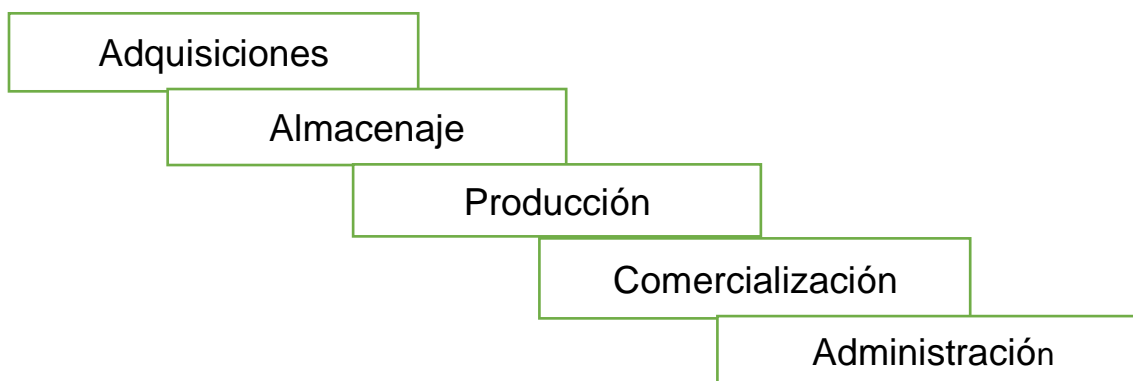 Adquisiciones
Almacenaje
Producción
Comercialización
Administración